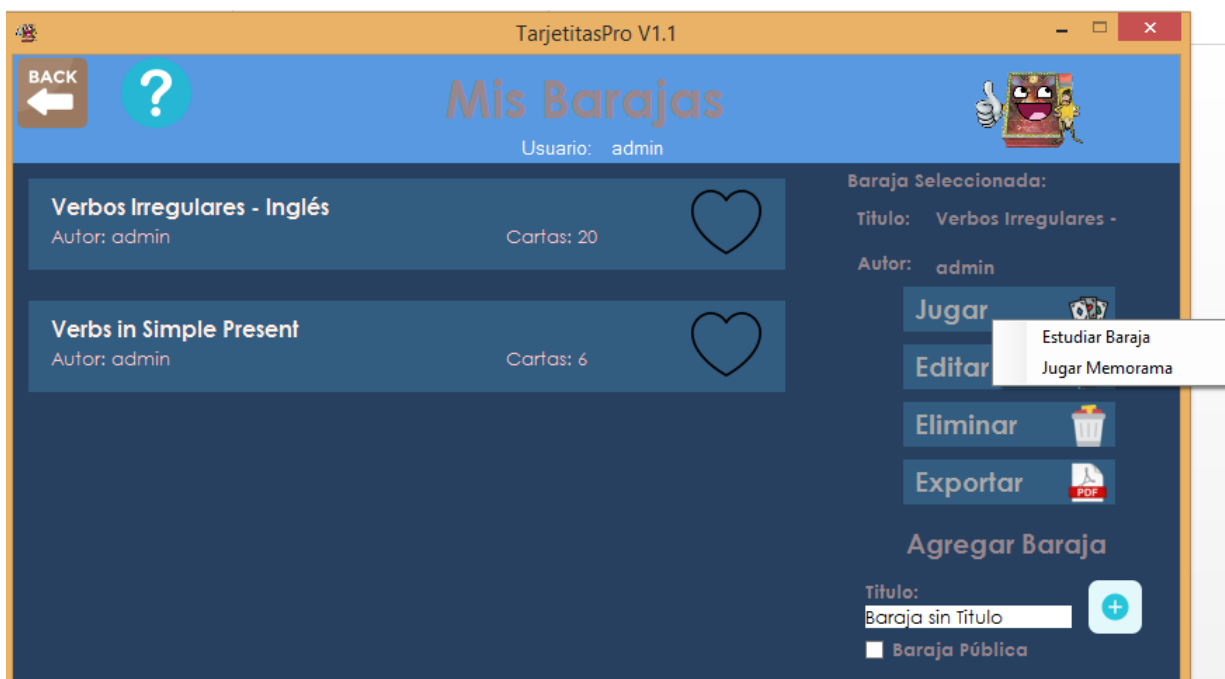 TarjetitasPro V1.1
BACK
?
Mis Barajas
Usuario: admin
Verbos Irregulares - Inglés
Autor: admin
Cartas: 20
Verbs in Simple Present
Autor: admin
Cartas: 6
Baraja Seleccionada:
Titulo: Verbos Irregulares -
Autor: admin
Jugar
Estudiar Baraja
Jugar Memorama
Editar
Eliminar
Exportar
PDF
Agregar Baraja
Titulo:
Baraja sin Titulo
Baraja Pública